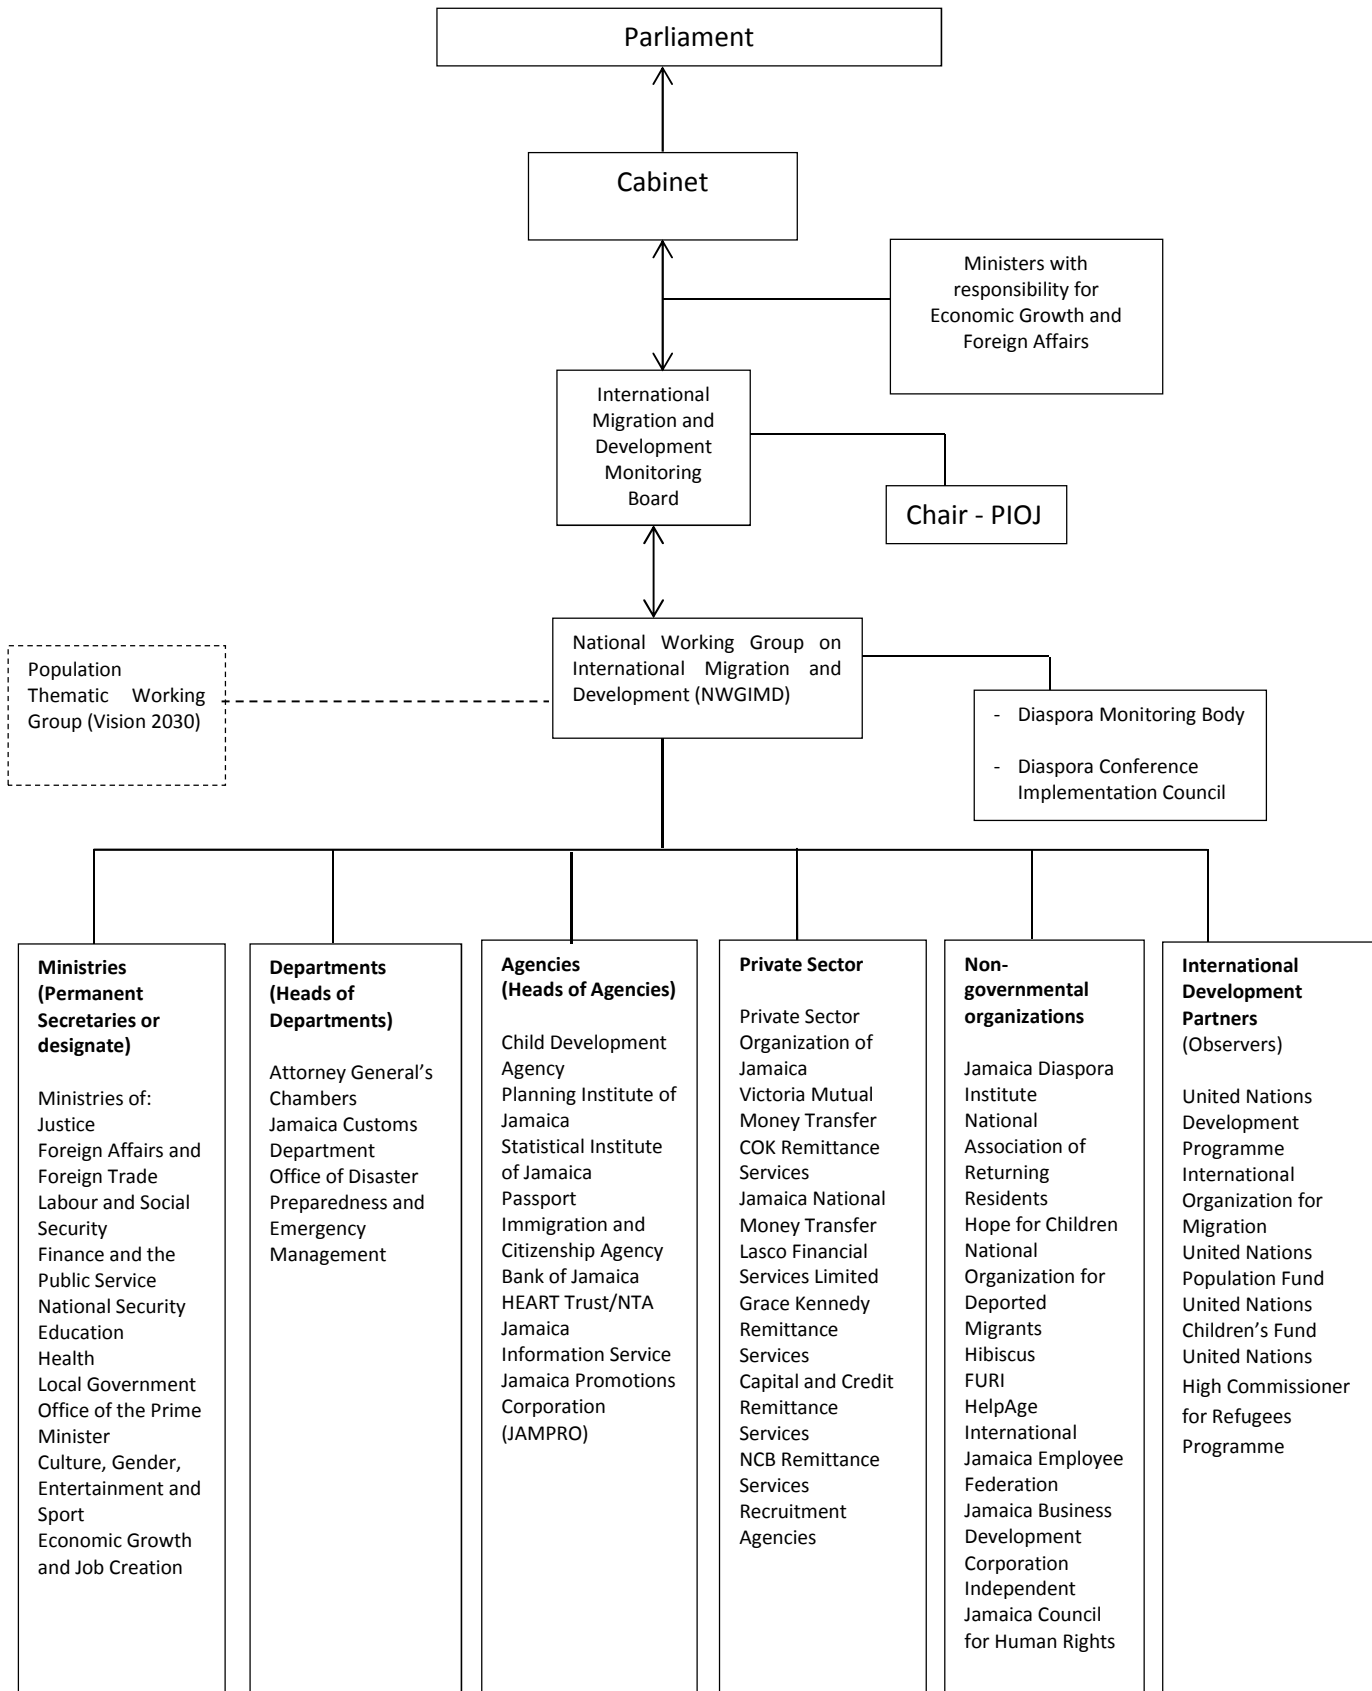 Parliament
Cabinet
Ministers with
responsibility for
Economic Growth and
Foreign Affairs
International
Migration and
Development
Monitoring
Board
Chair - PIOJ
National Working Group on
International Migration and
Development (NWGIMD)
Population
Thematic Working
Group (Vision 2030)
- Diaspora Monitoring Body
- Diaspora Conference
Implementation Council
Ministries
(Permanent
Secretaries or
designate)
Ministries of:
Justice
Foreign Affairs and
Foreign Trade
Labour and Social
Security
Finance and the
Public Service
National Security
Education
Health
Local Government
Office of the Prime
Minister
Culture, Gender,
Entertainment and
Sport
Economic Growth
and Job Creation
Departments
(Heads of
Departments)
Attorney General’s
Chambers
Jamaica Customs
Department
Office of Disaster
Preparedness and
Emergency
Management
Agencies
(Heads of Agencies)
Child Development
Agency
Planning Institute of
Jamaica
Statistical Institute
of Jamaica
Passport
Immigration and
Citizenship Agency
Bank of Jamaica
HEART Trust/NTA
Jamaica
Information Service
Jamaica Promotions
Corporation
(JAMPRO)
Private Sector
Private Sector
Organization of
Jamaica
Victoria Mutual
Money Transfer
COK Remittance
Services
Jamaica National
Money Transfer
Lasco Financial
Services Limited
Grace Kennedy
Remittance
Services
Capital and Credit
Remittance
Services
NCB Remittance
Services
Recruitment
Agencies
Non-
governmental
organizations
Jamaica Diaspora
Institute
National
Association of
Returning
Residents
Hope for Children
National
Organization for
Deported
Migrants
Hibiscus
FURI
HelpAge
International
Jamaica Employee
Federation
Jamaica Business
Development
Corporation
Independent
Jamaica Council
for Human Rights
International
Development
Partners
(Observers)
United Nations
Development
Programme
International
Organization for
Migration
United Nations
Population Fund
United Nations
Children’s Fund
United Nations
High Commissioner
for Refugees
Programme